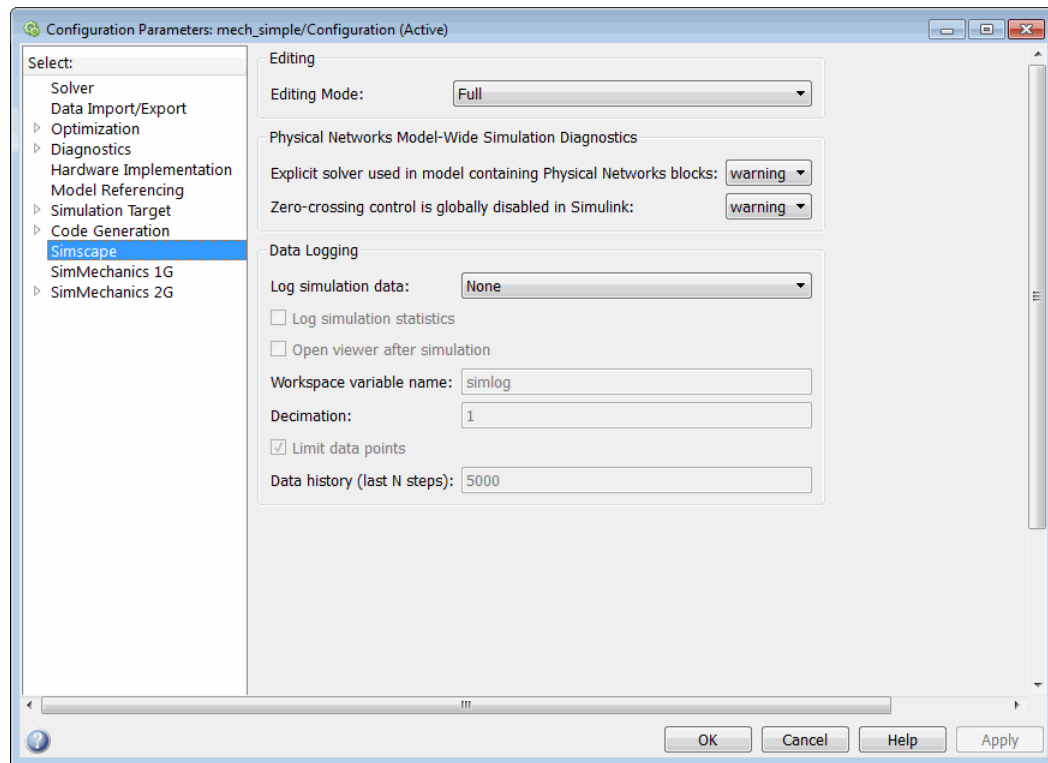 Configuration Parameters: mech_simple/Configuration (Active)
Select:
Solver
Data Import/Export
Optimization
Diagnostics
Hardware Implementation
Model Referencing
Simulation Target
Code Generation
Simscape
SimMechanics 1G
SimMechanics 2G
Editing
Editing Mode: Full
Physical Networks Model-Wide Simulation Diagnostics
Explicit solver used in model containing Physical Networks blocks: warning
Zero-crossing control is globally disabled in Simulink: warning
Data Logging
Log simulation data: None
Log simulation statistics
Open viewer after simulation
Workspace variable name: simlog
Decimation: 1
Limit data points
Data history (last N steps): 5000
OK Cancel Help Apply